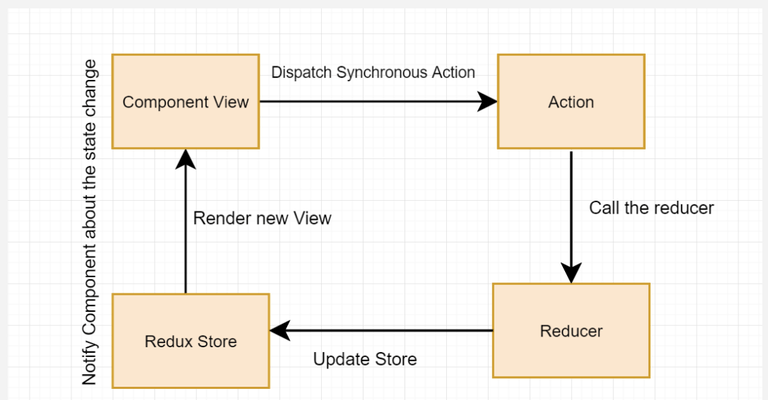 Notify Component about the state change
Component View
Dispatch Synchronous Action
Action
Render new View
Call the reducer
Redux Store
Update Store
Reducer